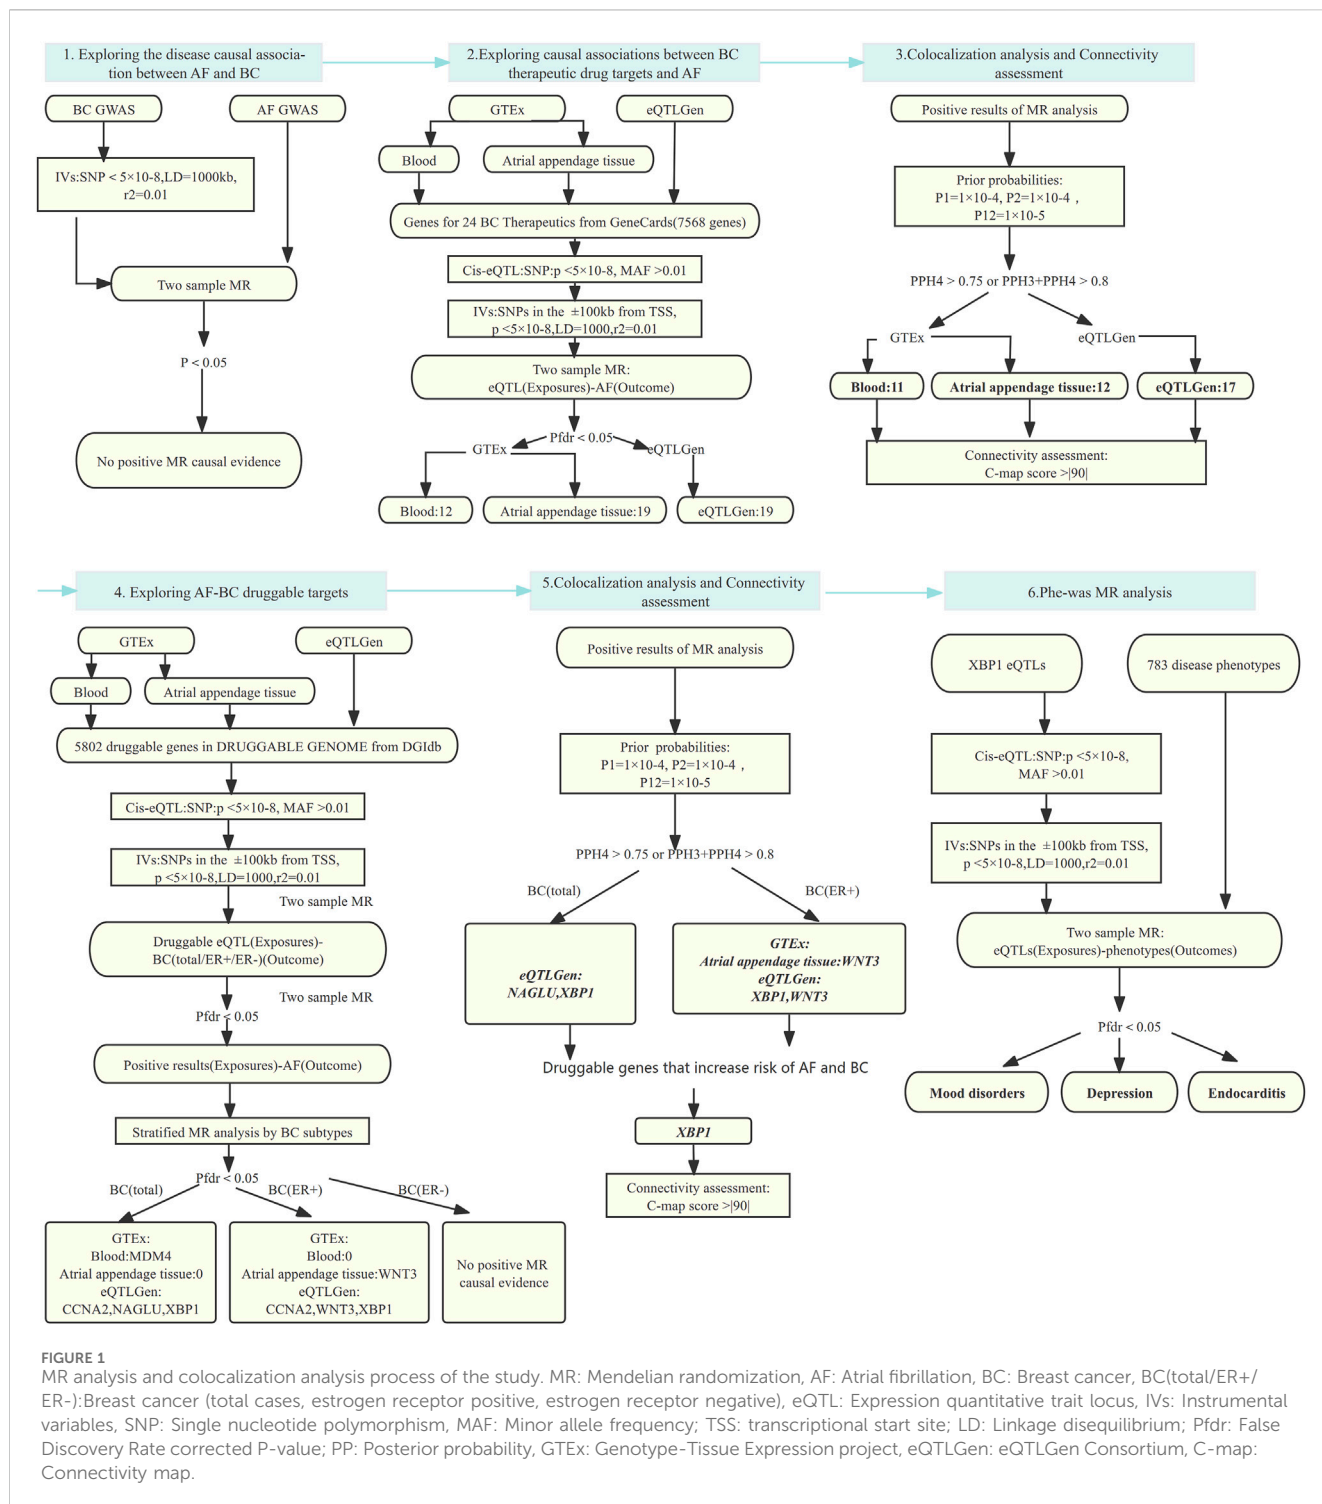 1. Exploring the disease causal associa-
tion between AF and BC
BC GWAS
AF GWAS
IVs:SNP < 5×10-8,LD=1000kb,
r2=0.01
Two sample MR
P < 0.05
No positive MR causal evidence
2.Exploring causal associations between BC
therapeutic drug targets and AF
GTEx
eQTLGen
Blood
Atrial appendage tissue
Genes for 24 BC Therapeutics from GeneCards(7568 genes)
Cis-eQTL:SNP:p <5×10-8, MAF >0.01
IVs:SNPs in the ±100kb from TSS,
p <5×10-8,LD=1000,r2=0.01
Two sample MR:
eQTL(Exposures)-AF(Outcome)
Pfdr < 0.05
GTEx
eQTLGen
Blood:12
Atrial appendage tissue:19
eQTLGen:19
3.Colocalization analysis and Connectivity
assessment
Positive results of MR analysis
Prior probabilities:
P1=1×10-4, P2=1×10-4 ,
P12=1×10-5
PPH4 > 0.75 or PPH3+PPH4 > 0.8
GTEx
eQTLGen
Blood:11
Atrial appendage tissue:12
eQTLGen:17
Connectivity assessment:
C-map score >|90|
4. Exploring AF-BC druggable targets
GTEx
eQTLGen
Blood
Atrial appendage tissue
5802 druggable genes in DRUGGABLE GENOME from DGIdb
Cis-eQTL:SNP:p <5×10-8, MAF >0.01
IVs:SNPs in the ±100kb from TSS,
p <5×10-8,LD=1000,r2=0.01
Two sample MR
Druggable eQTL(Exposures)-
BC(total/ER+/ER-)(Outcome)
Two sample MR
Pfdr < 0.05
Positive results(Exposures)-AF(Outcome)
Stratified MR analysis by BC subtypes
Pfdr < 0.05
BC(total)
BC(ER+)
BC(ER-)
GTEx:
Blood:MDM4
Atrial appendage tissue:0
eQTLGen:
CCNA2,NAGLU,XBP1
GTEx:
Blood:0
Atrial appendage tissue:WNT3
eQTLGen:
CCNA2,WNT3,XBP1
No positive MR
causal evidence
5.Colocalization analysis and Connectivity
assessment
Positive results of MR analysis
Prior probabilities:
P1=1×10-4, P2=1×10-4 ,
P12=1×10-5
PPH4 > 0.75 or PPH3+PPH4 > 0.8
BC(total)
BC(ER+)
eQTLGen:
NAGLU,XBP1
GTEx:
Atrial appendage tissue:WNT3
eQTLGen:
XBP1,WNT3
Druggable genes that increase risk of AF and BC
XBP1
Connectivity assessment:
C-map score >|90|
6.Phe-was MR analysis
XBP1 eQTLs
783 disease phenotypes
Cis-eQTL:SNP:p <5×10-8,
MAF >0.01
IVs:SNPs in the ±100kb from TSS,
p <5×10-8,LD=1000,r2=0.01
Two sample MR:
eQTLs(Exposures)-phenotypes(Outcomes)
Pfdr < 0.05
Mood disorders
Depression
Endocarditis
FIGURE 1
MR analysis and colocalization analysis process of the study. MR: Mendelian randomization, AF: Atrial fibrillation, BC: Breast cancer, BC(total/ER+/
ER-):Breast cancer (total cases, estrogen receptor positive, estrogen receptor negative), eQTL: Expression quantitative trait locus, IVs: Instrumental
variables, SNP: Single nucleotide polymorphism, MAF: Minor allele frequency; TSS: transcriptional start site; LD: Linkage disequilibrium; Pfdr: False
Discovery Rate corrected P-value; PP: Posterior probability, GTEx: Genotype-Tissue Expression project, eQTLGen: eQTLGen Consortium, C-map:
Connectivity map.